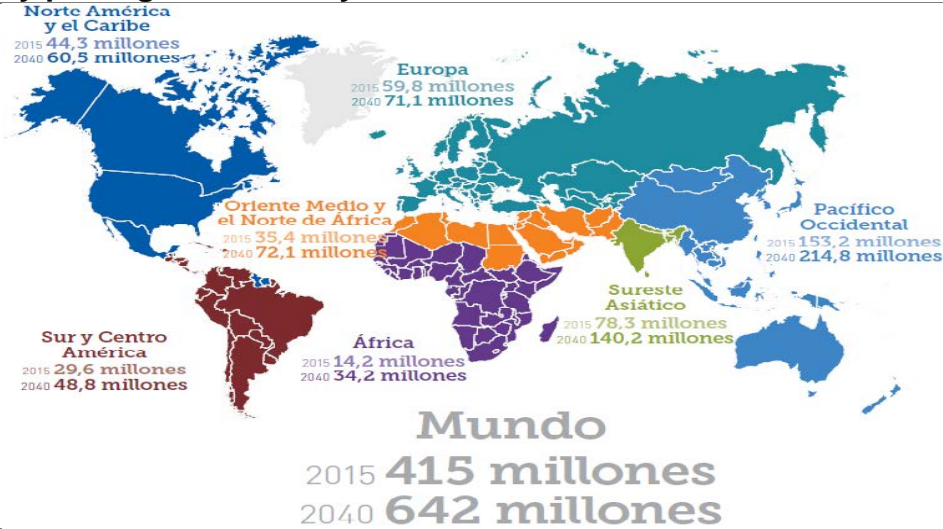 Norte América
y el Caribe
2015 44,3 millones
2040 60,5 millones
Europa
2015 59,8 millones
2040 71,1 millones
Oriente Medio y
el Norte de África
2015 35,4 millones
2040 72,1 millones
Pacífico
Occidental
2015 153,2 millones
2040 214,8 millones
Sureste
Asiático
2015 78,3 millones
2040 140,2 millones
Sur y Centro
América
2015 29,6 millones
2040 48,8 millones
África
2015 14,2 millones
2040 34,2 millones
Mundo
2015 415 millones
2040 642 millones